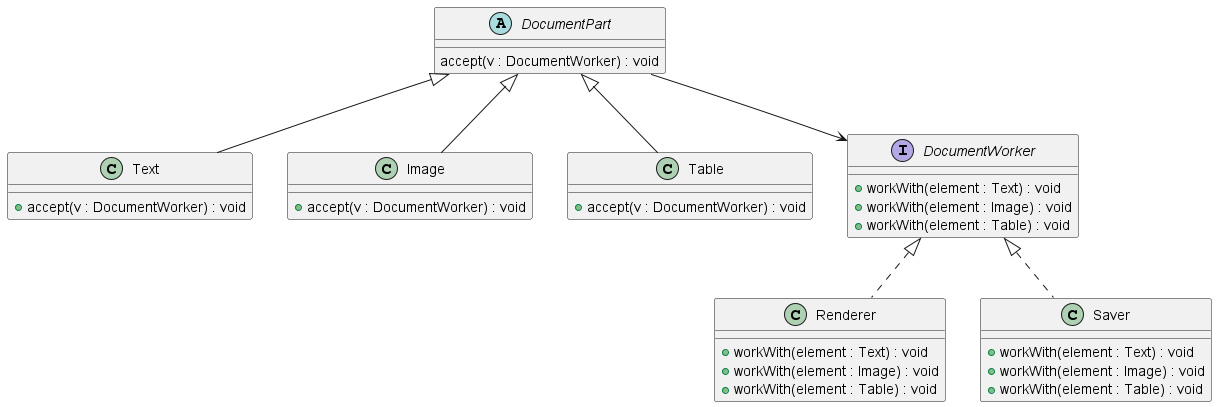 A DocumentPart
accept(v : DocumentWorker) : void
C Text
accept(v : DocumentWorker) : void
C Image
accept(v : DocumentWorker) : void
C Table
accept(v : DocumentWorker) : void
I DocumentWorker
workWith(element : Text) : void
workWith(element : Image) : void
workWith(element : Table) : void
C Renderer
workWith(element : Text) : void
workWith(element : Image) : void
workWith(element : Table) : void
C Saver
workWith(element : Text) : void
workWith(element : Image) : void
workWith(element : Table) : void